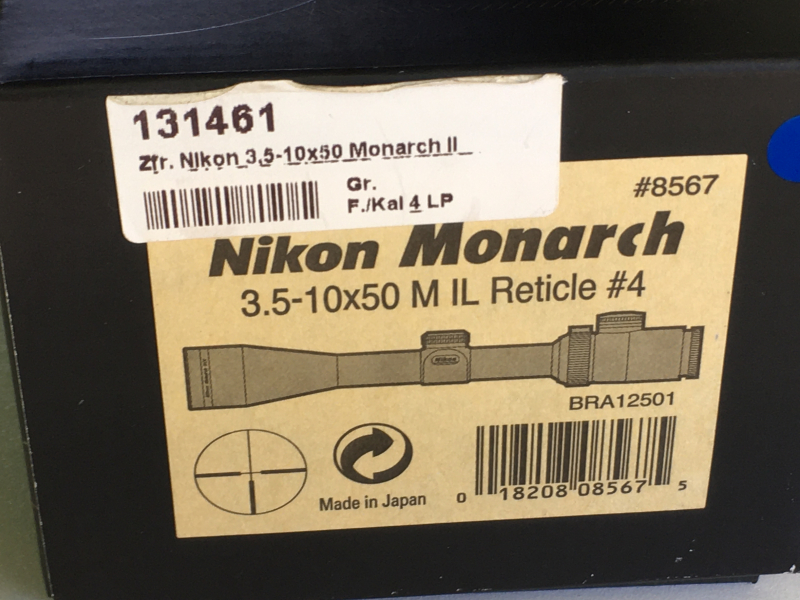 131461
Zfr. Nikon 3,5-10x50 Monarch II
Gr.
F./Kal 4 LP
#8567
Nikon Monarch
3.5-10x50 M IL Reticle #4
Nikon
BRA12501
Made in Japan
0 18208 08567 5